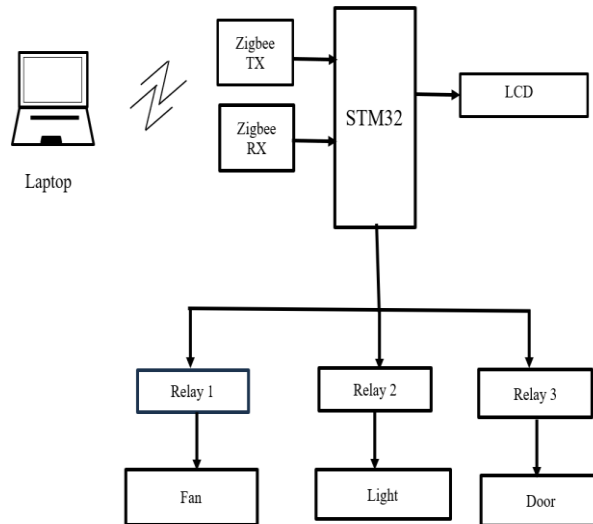 Zigbee
TX
Zigbee
RX
STM32
LCD
Laptop
Relay 1
Relay 2
Relay 3
Fan
Light
Door